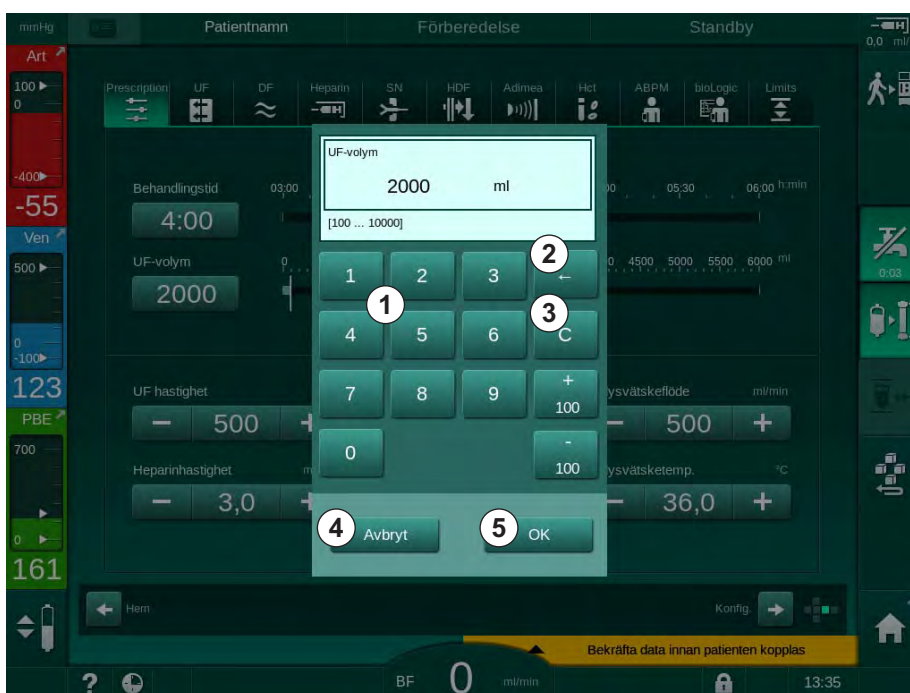 mmHg Patientnamn Förberedelse Standby
0,0 ml/
Art
100
0
-400
-55
Ven
500
0
-100
123
PBE
700
0
161
Prescription UF DF Heparin SN HDF Adimea Hct ABPM bioLogic Limits
Behandlingstid 03:00 05:30 06:00 h:min
4:00
UF-volym 0 4500 5000 5500 6000 ml
2000
UF hastighet ysvätskeflöde ml/min
− 500 + − 500 +
Heparinhastighet m ysvätsketemp. °C
− 3,0 + − 36,0 +
UF-volym
2000 ml
[100 ... 10000]
1 2 3 ←
4 5 6 C
7 8 9 + 100
0 - 100
Avbryt OK
1
2
3
4
5
0:03
Hem Konfig.
Bekräfta data innan patienten kopplas
? BF 0 ml/min 13:35